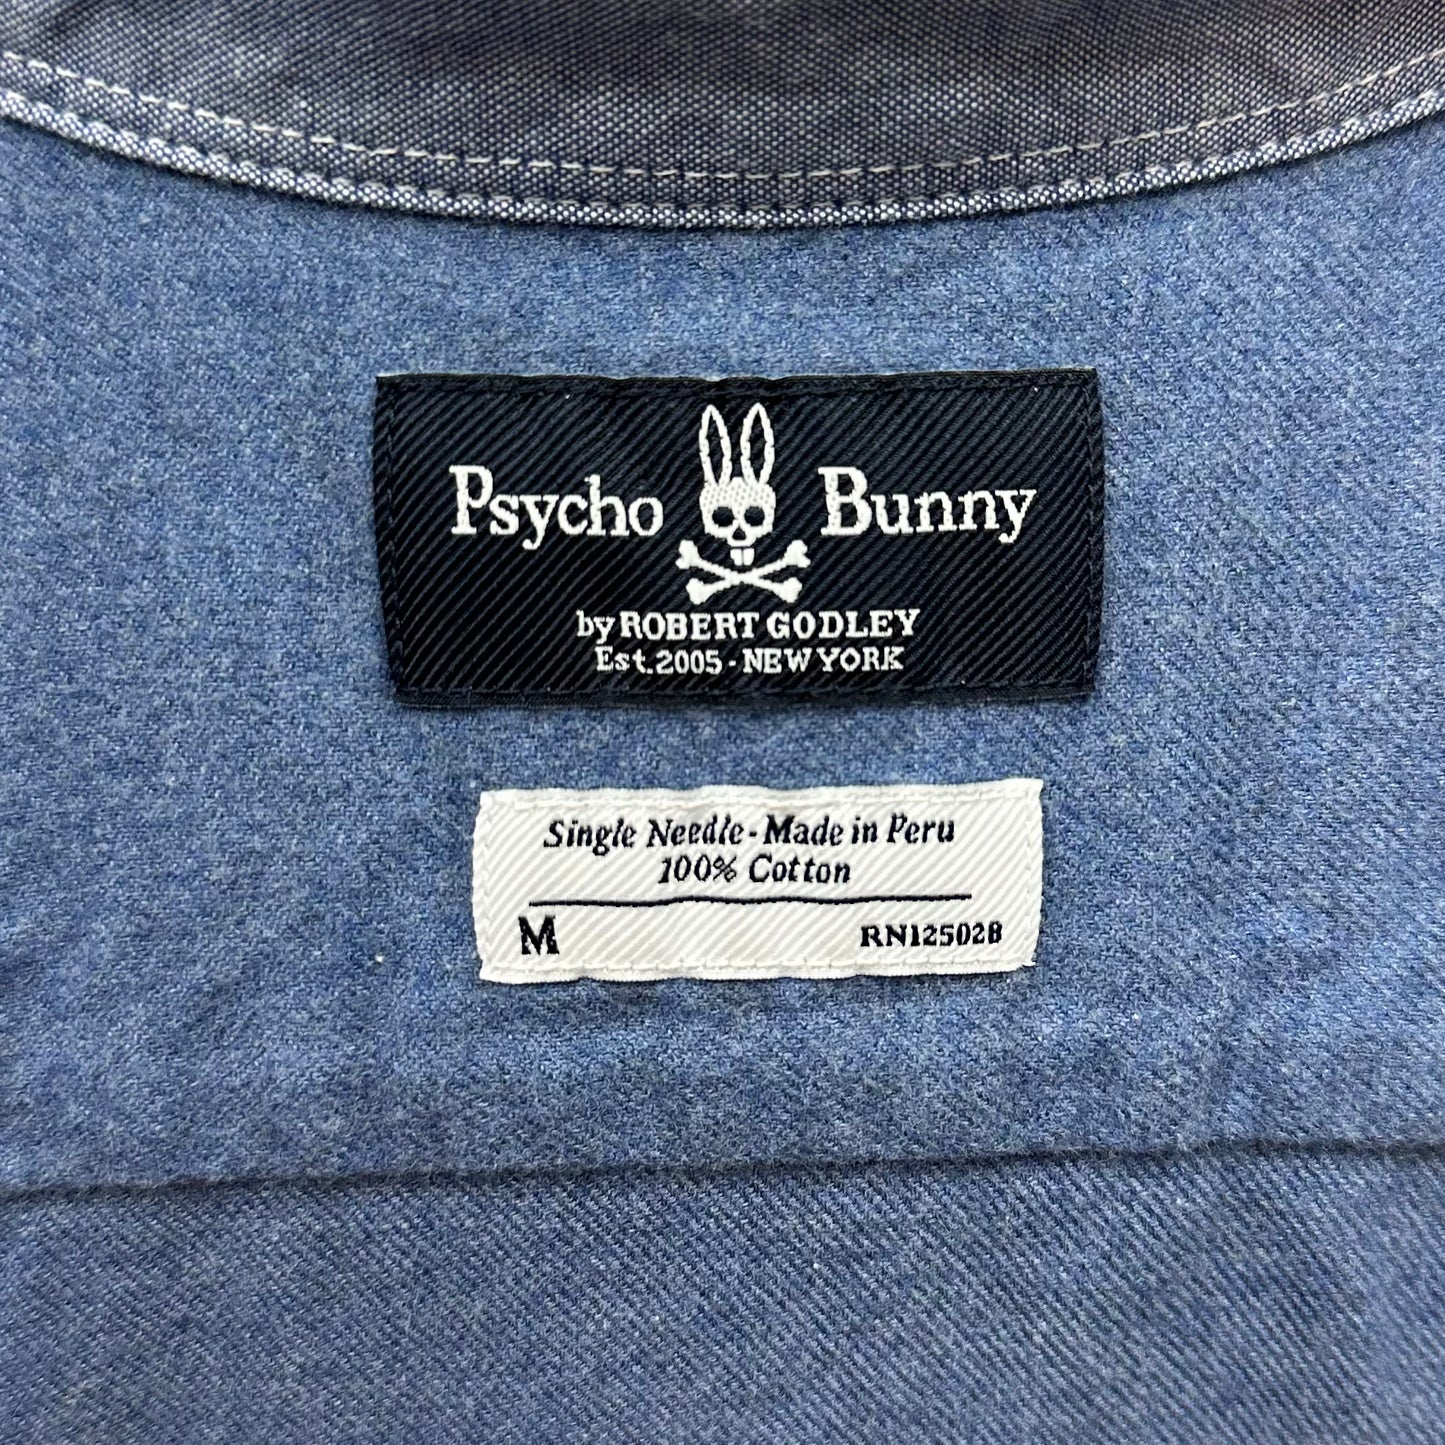 Psycho Bunny
by ROBERT GODLEY
Est.2005 - NEW YORK
Single Needle - Made in Peru
100% Cotton
M RN125028